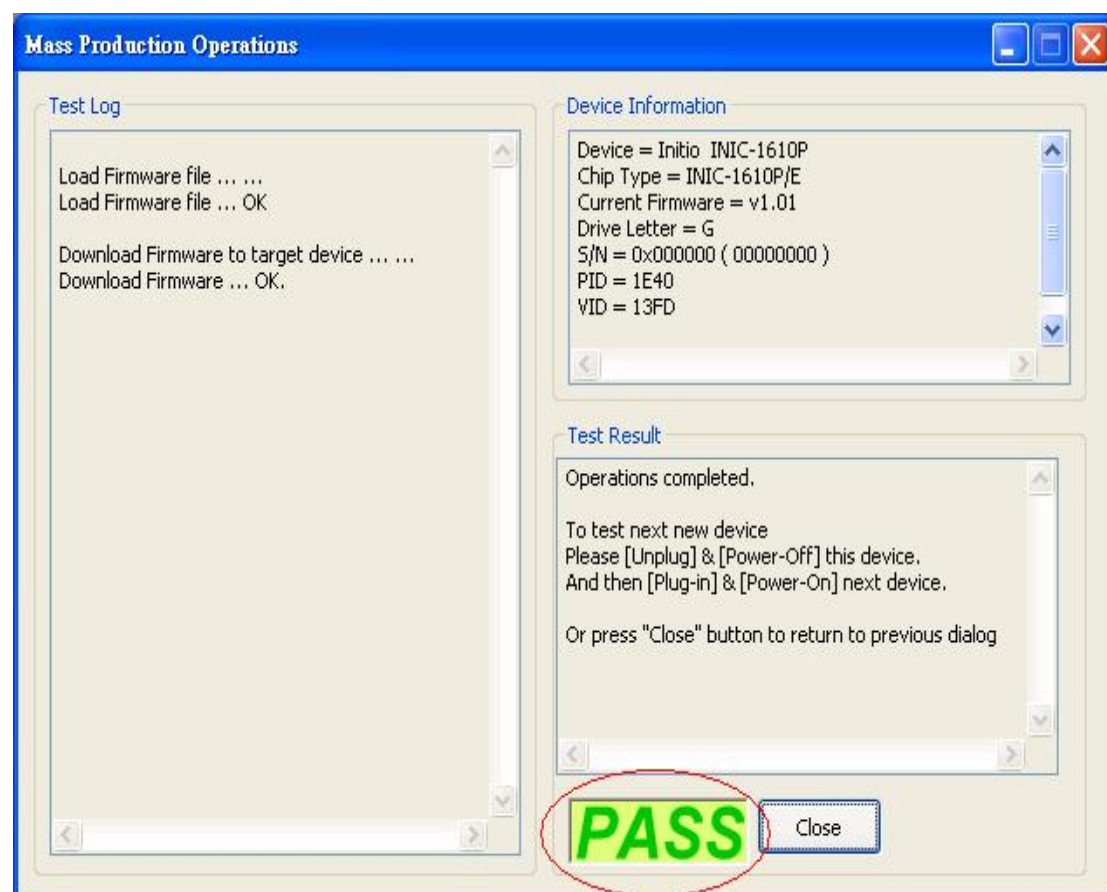 Mass Production Operations
Test Log
Load Firmware file ... ...
Load Firmware file ... OK
Download Firmware to target device ... ...
Download Firmware ... OK.
Device Information
Device = Initio  INIC-1610P
Chip Type = INIC-1610P/E
Current Firmware = v1.01
Drive Letter = G
S/N = 0x000000 ( 00000000 )
PID = 1E40
VID = 13FD
Test Result
Operations completed.
To test next new device
Please [Unplug] & [Power-Off] this device.
And then [Plug-in] & [Power-On] next device.
Or press "Close" button to return to previous dialog
PASS
Close